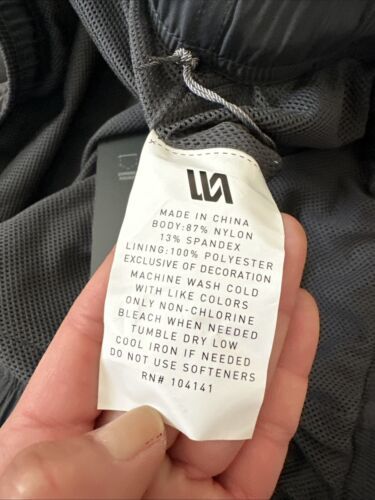 MADE IN CHINA
BODY:87% NYLON
13% SPANDEX
LINING:100% POLYESTER
EXCLUSIVE OF DECORATION
MACHINE WASH COLD
WITH LIKE COLORS
ONLY NON-CHLORINE
BLEACH WHEN NEEDED
TUMBLE DRY LOW
COOL IRON IF NEEDED
DO NOT USE SOFTENERS
RN# 104141